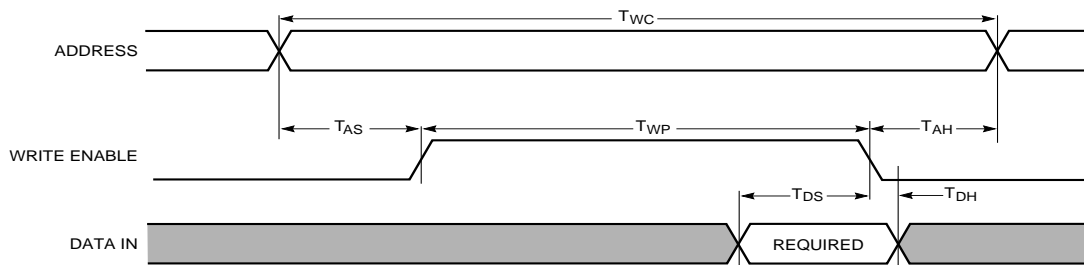 TWC
ADDRESS
TAS
TWP
TAH
WRITE ENABLE
TDS
TDH
DATA IN
REQUIRED